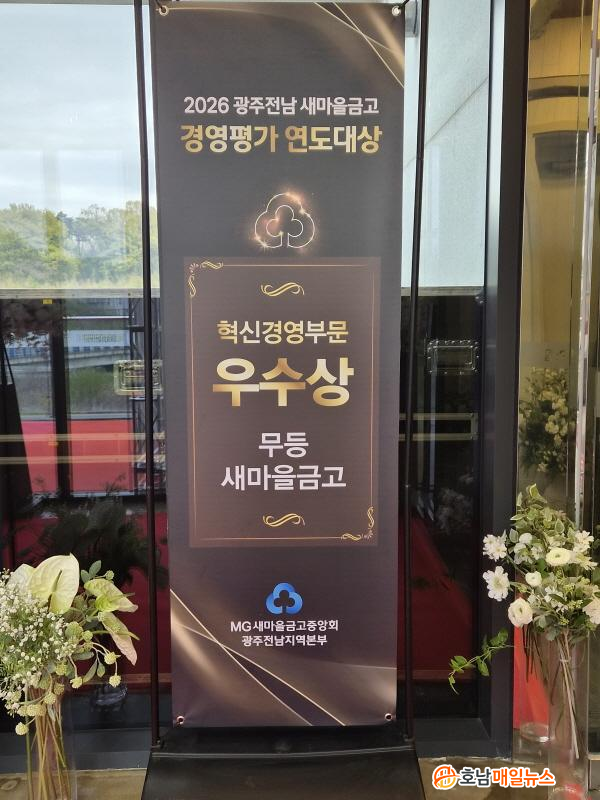 2026 광주전남 새마을금고
경영평가 연도대상
혁신경영부문
우수상
무등
새마을금고
MG새마을금고중앙회
광주전남지역본부
호남매일뉴스